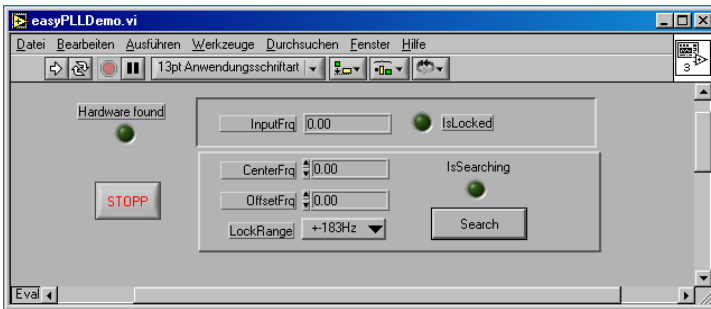 easyPLLDemo.vi
Datei Bearbeiten Ausführen Werkzeuge Durchsuchen Fenster Hilfe
13pt Anwendungsschriftart
3
Hardware found
InputFrq 0.00 IsLocked
CenterFrq 0.00 IsSearching
STOPP
OffsetFrq 0.00
LockRange +-183Hz Search
Eval